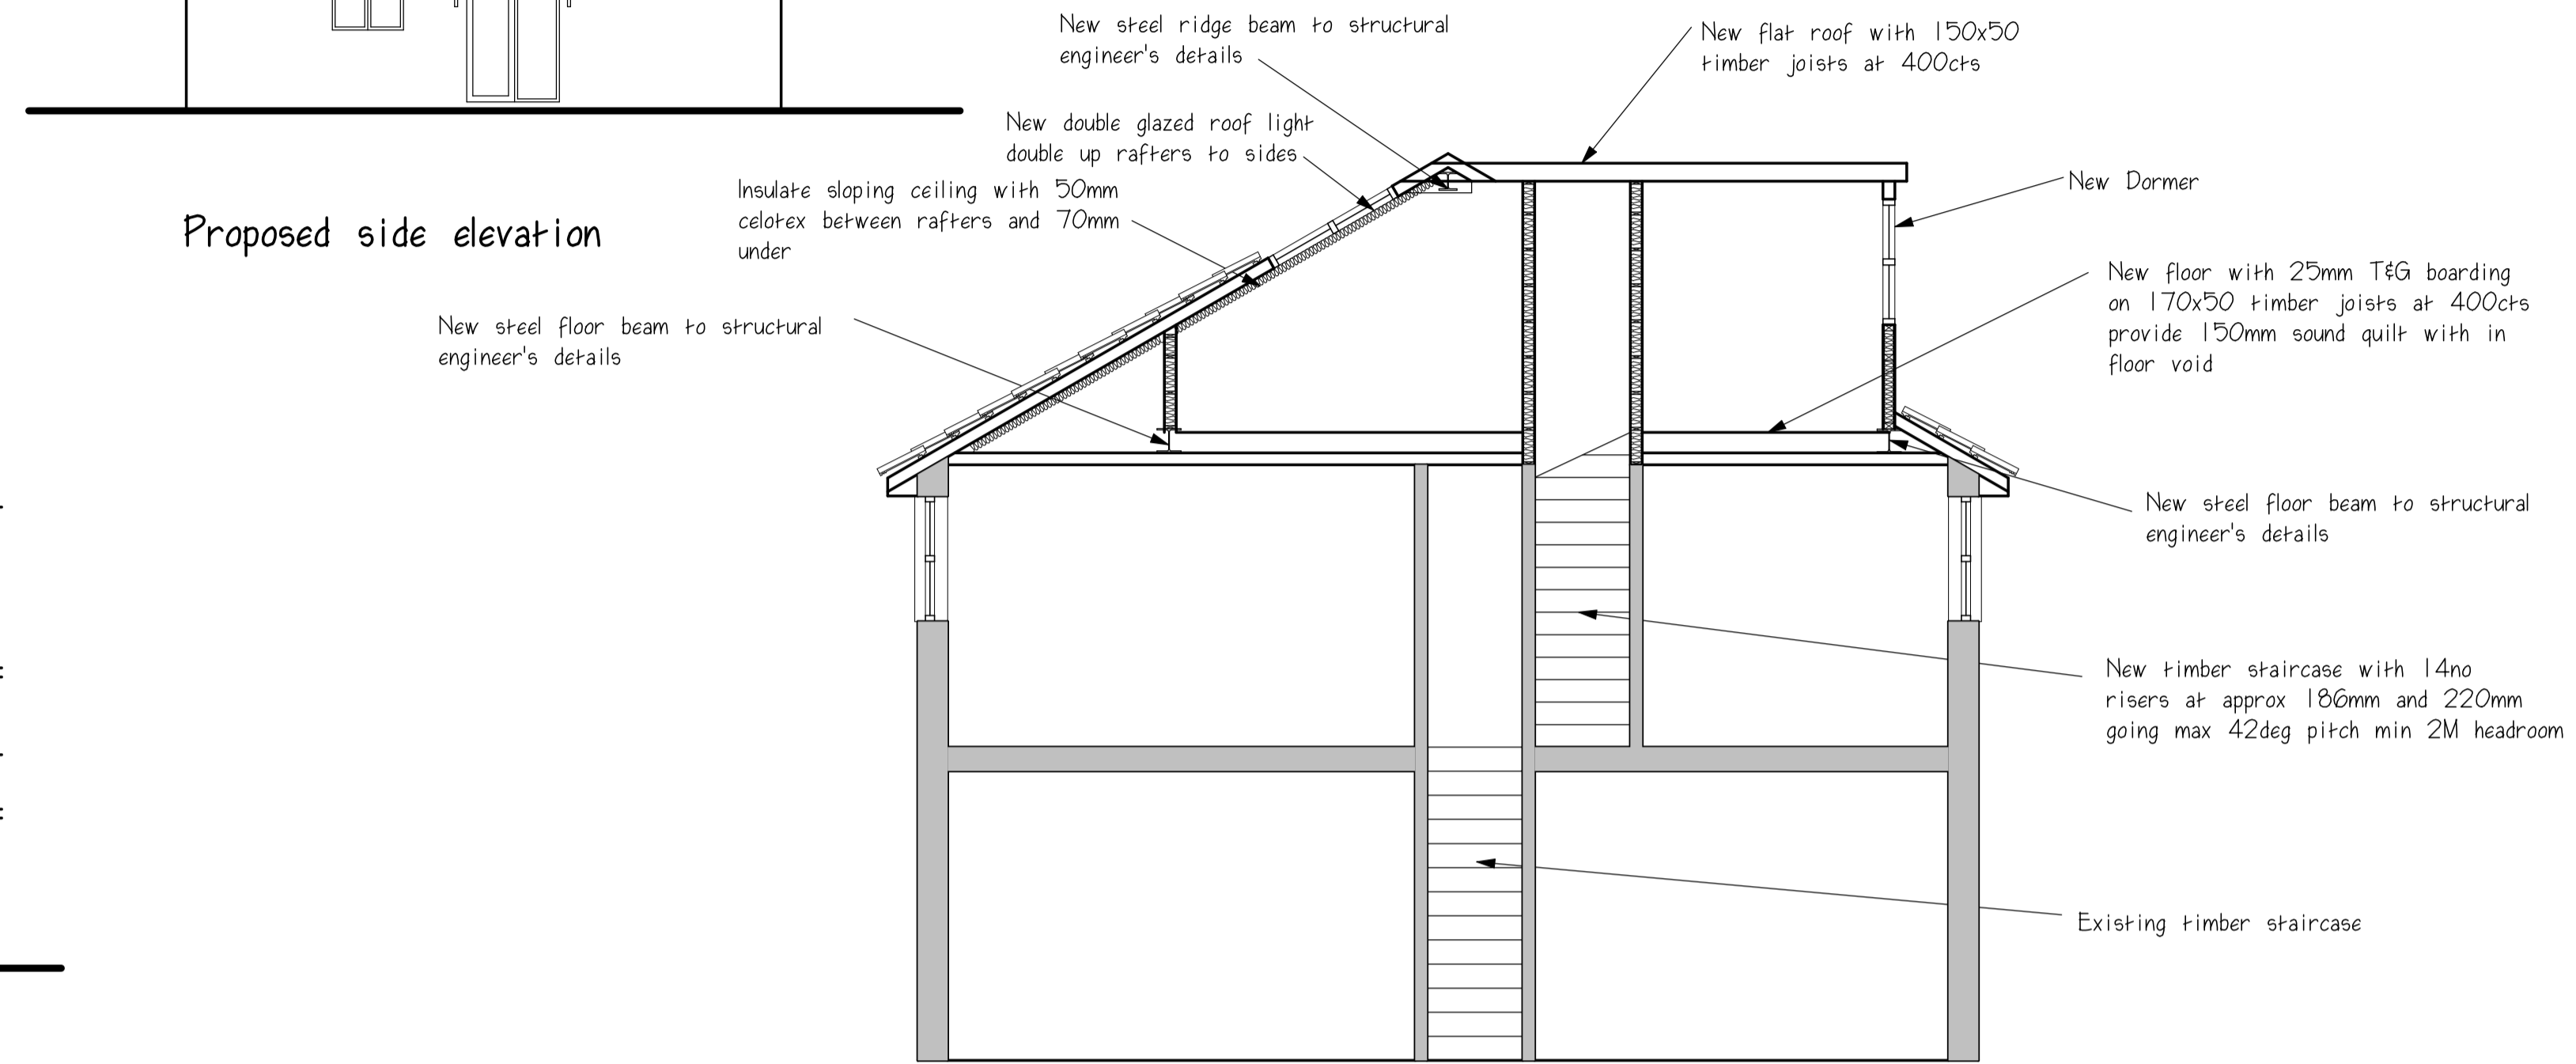 New steel ridge beam to structural
engineer's details
New flat roof with 150x50
timber joists at 400cts
New double glazed roof light
double up rafters to sides
Insulate sloping ceiling with 50mm
celotex between rafters and 70mm
under
New Dormer
Proposed side elevation
New floor with 25mm T&G boarding
on 170x50 timber joists at 400cts
provide 150mm sound quilt with in
floor void
New steel floor beam to structural
engineer's details
New steel floor beam to structural
engineer's details
New timber staircase with 14no
risers at approx 186mm and 220mm
going max 42deg pitch min 2M headroom
Existing timber staircase